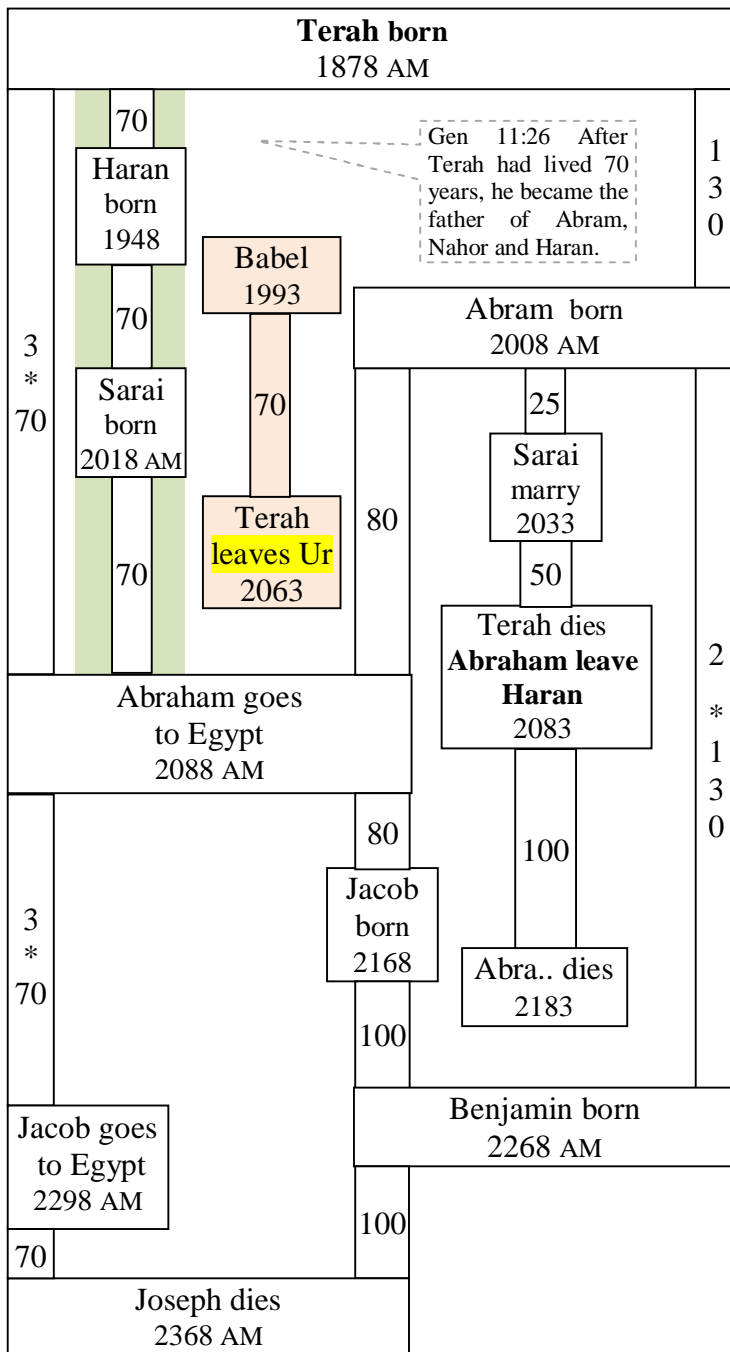 Terah born
1878 AM
70
Gen 11:26 After
Terah had lived 70
years, he became the
father of Abram,
Nahor and Haran.
1
3
0
Haran
born
1948
Babel
1993
70
3
*
70
Abram born
2008 AM
Sarai
born
2018 AM
70
25
Sarai
marry
2033
80
Terah
leaves Ur
2063
70
50
Terah dies
Abraham leave
Haran
2083
2
*
1
3
0
Abraham goes
to Egypt
2088 AM
80
100
Jacob
born
2168
3
*
70
Abra.. dies
2183
100
Benjamin born
2268 AM
Jacob goes
to Egypt
2298 AM
100
70
Joseph dies
2368 AM